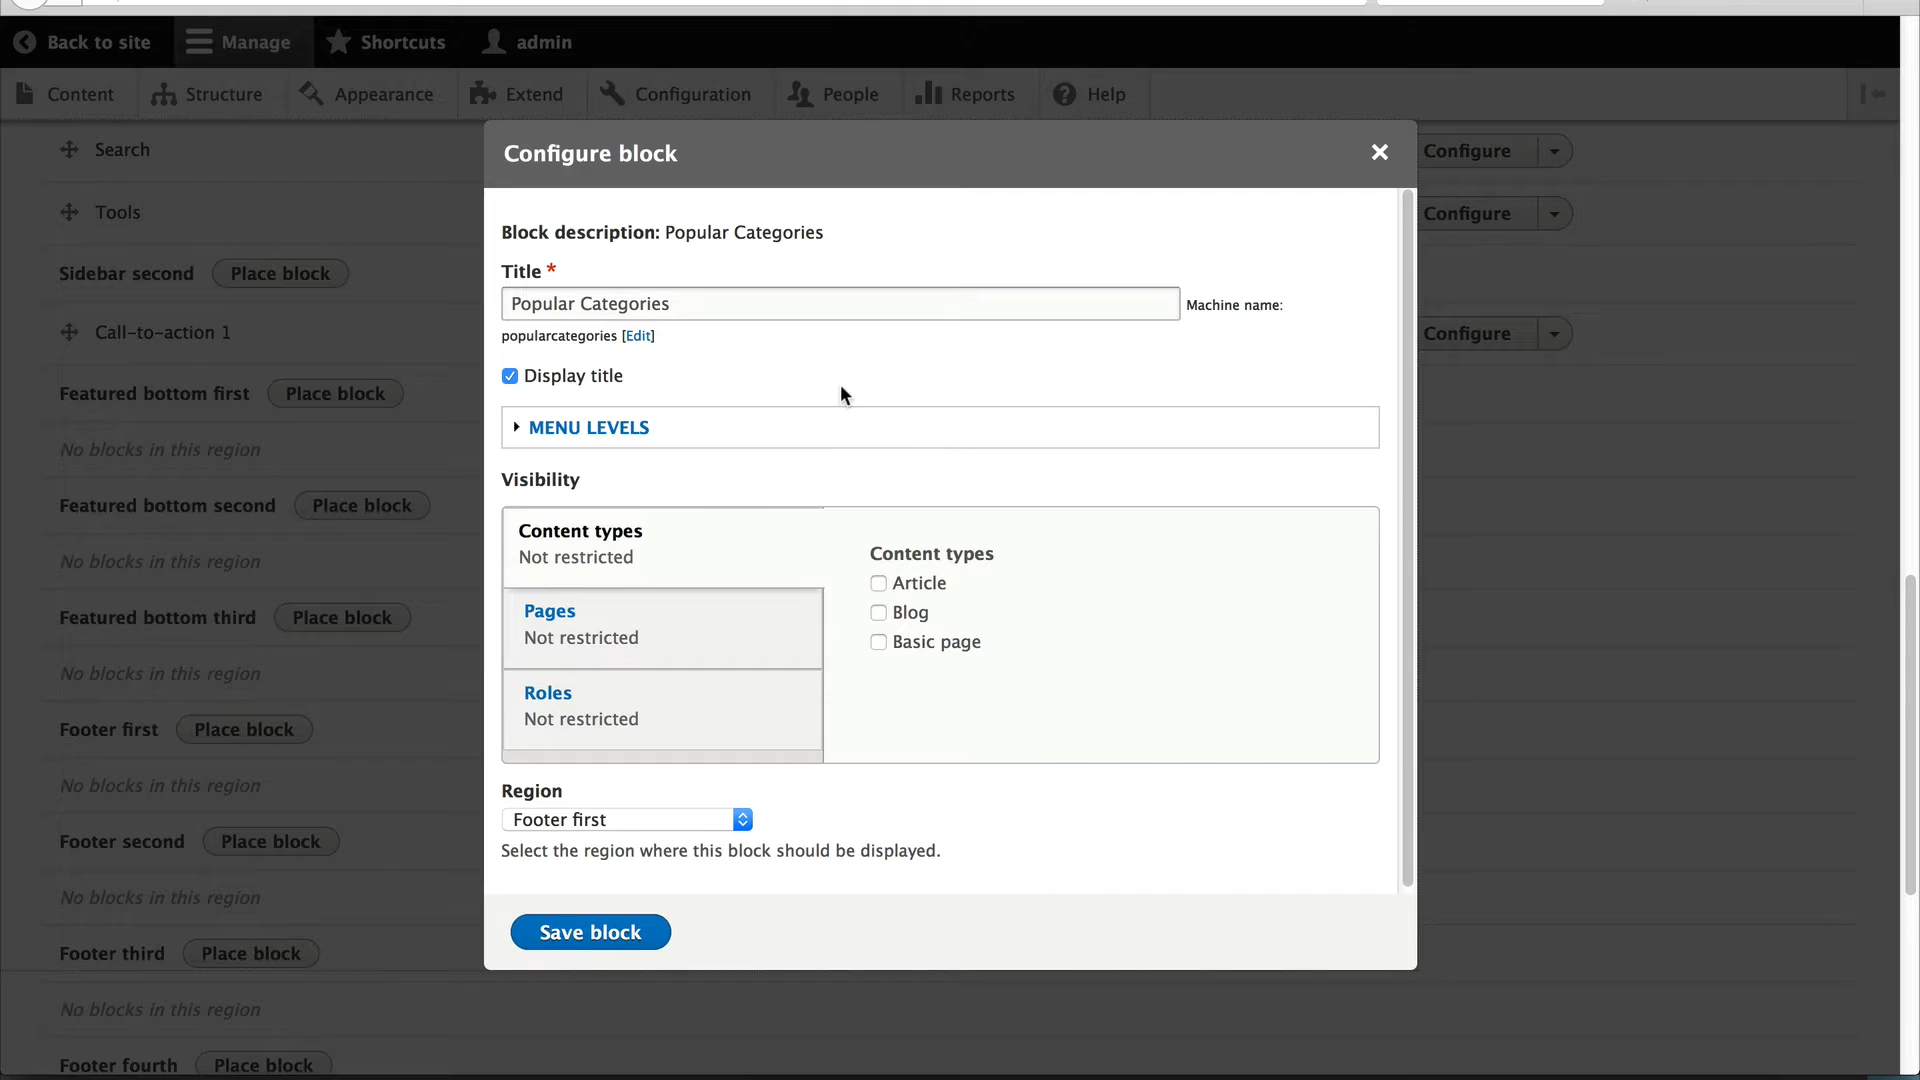 Back to site
Manage
Shortcuts
admin
Content
Structure
Appearance
Extend
Configuration
People
Reports
Help
Search
Configure
Tools
Configure
Sidebar second
Place block
Call-to-action 1
Configure
Featured bottom first
Place block
No blocks in this region
Featured bottom second
Place block
No blocks in this region
Featured bottom third
Place block
No blocks in this region
Footer first
Place block
No blocks in this region
Footer second
Place block
No blocks in this region
Footer third
Place block
No blocks in this region
Footer fourth
Place block
Configure block
Block description: Popular Categories
Title *
Popular Categories
Machine name:
popularcategories [Edit]
Display title
MENU LEVELS
Visibility
Content types
Not restricted
Pages
Not restricted
Roles
Not restricted
Content types
Article
Blog
Basic page
Region
Footer first
Select the region where this block should be displayed.
Save block